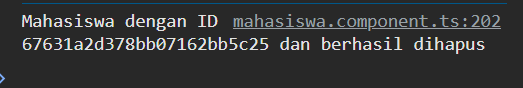 Mahasiswa dengan ID mahasiswa.component.ts:202
67631a2d378bb07162bb5c25 dan berhasil dihapus